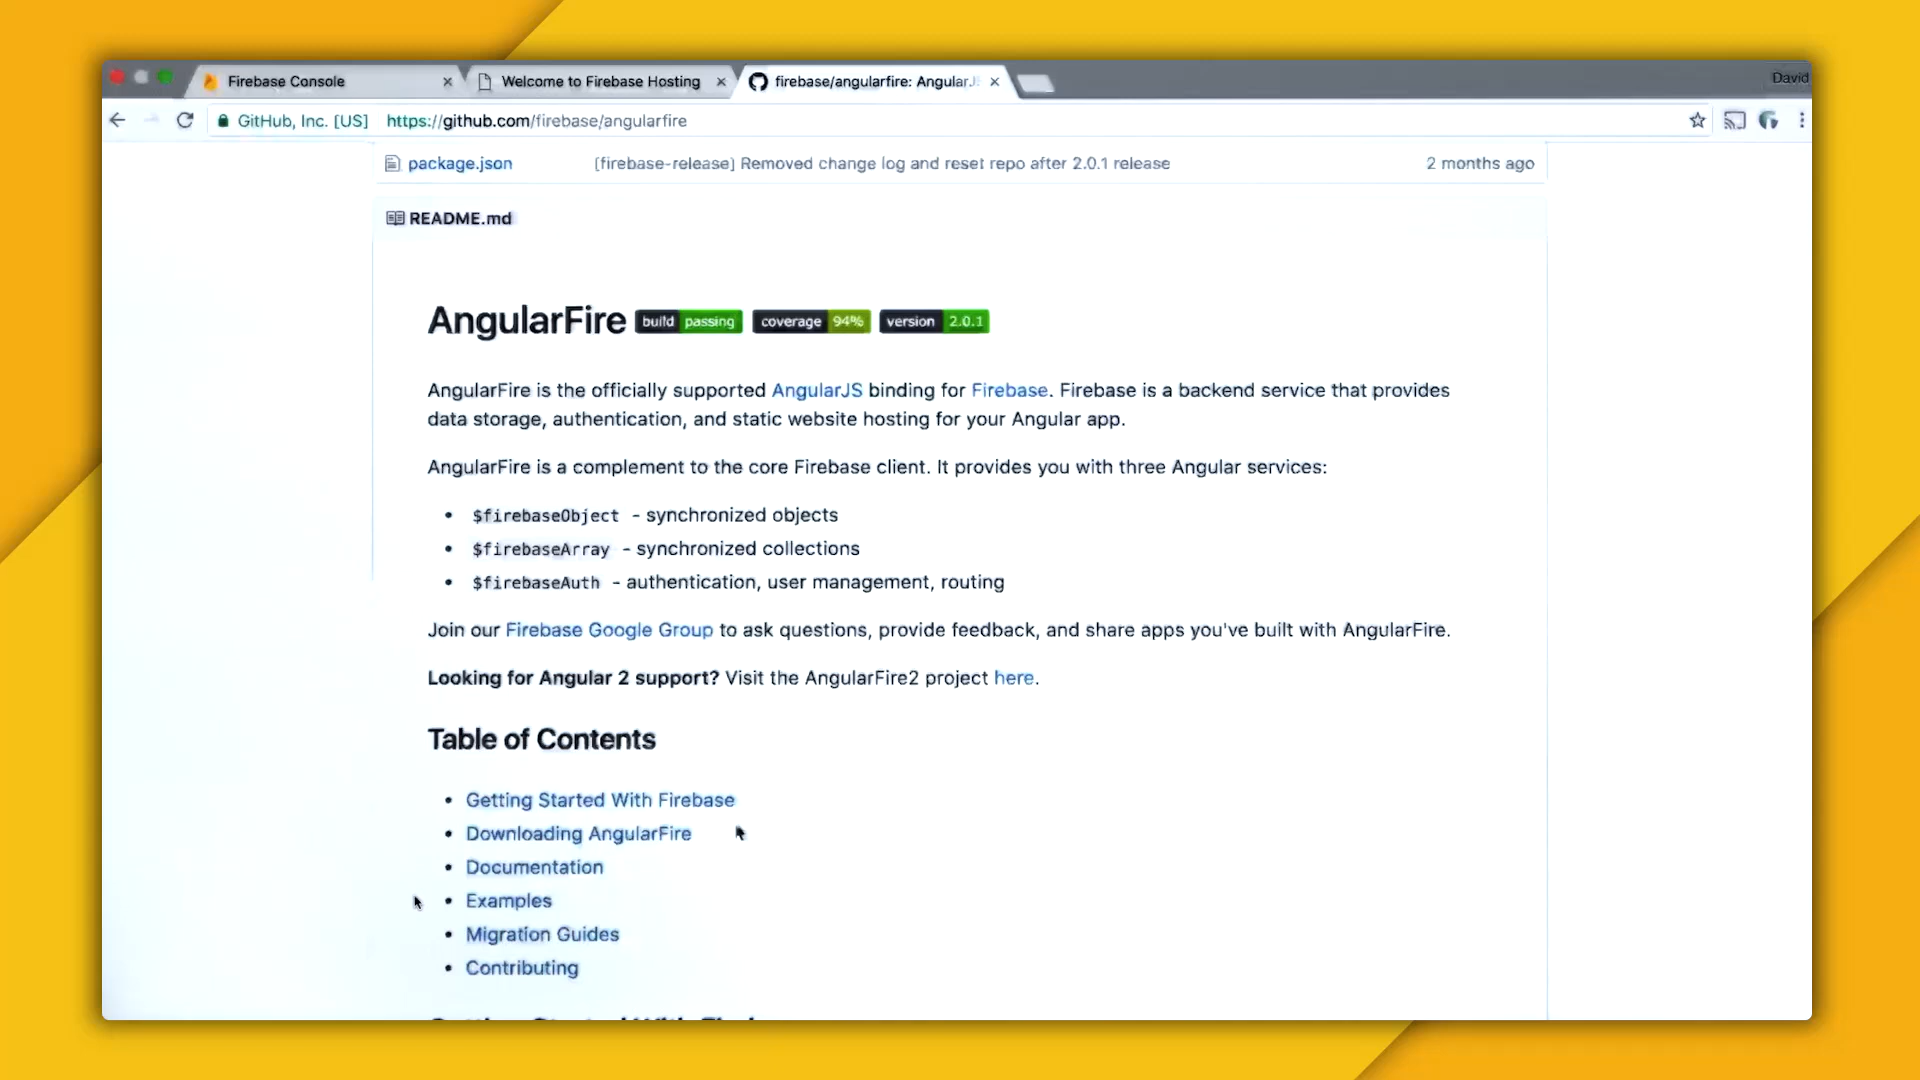 Firebase Console
Welcome to Firebase Hosting
firebase/angularfire: AngularJ
David
GitHub, Inc. [US] https://github.com/firebase/angularfire
package.json [firebase-release] Removed change log and reset repo after 2.0.1 release 2 months ago
README.md
AngularFire build passing coverage 94% version 2.0.1
AngularFire is the officially supported AngularJS binding for Firebase. Firebase is a backend service that provides
data storage, authentication, and static website hosting for your Angular app.
AngularFire is a complement to the core Firebase client. It provides you with three Angular services:
• $firebaseObject - synchronized objects
• $firebaseArray - synchronized collections
• $firebaseAuth - authentication, user management, routing
Join our Firebase Google Group to ask questions, provide feedback, and share apps you've built with AngularFire.
Looking for Angular 2 support? Visit the AngularFire2 project here.
Table of Contents
• Getting Started With Firebase
• Downloading AngularFire
• Documentation
• Examples
• Migration Guides
• Contributing